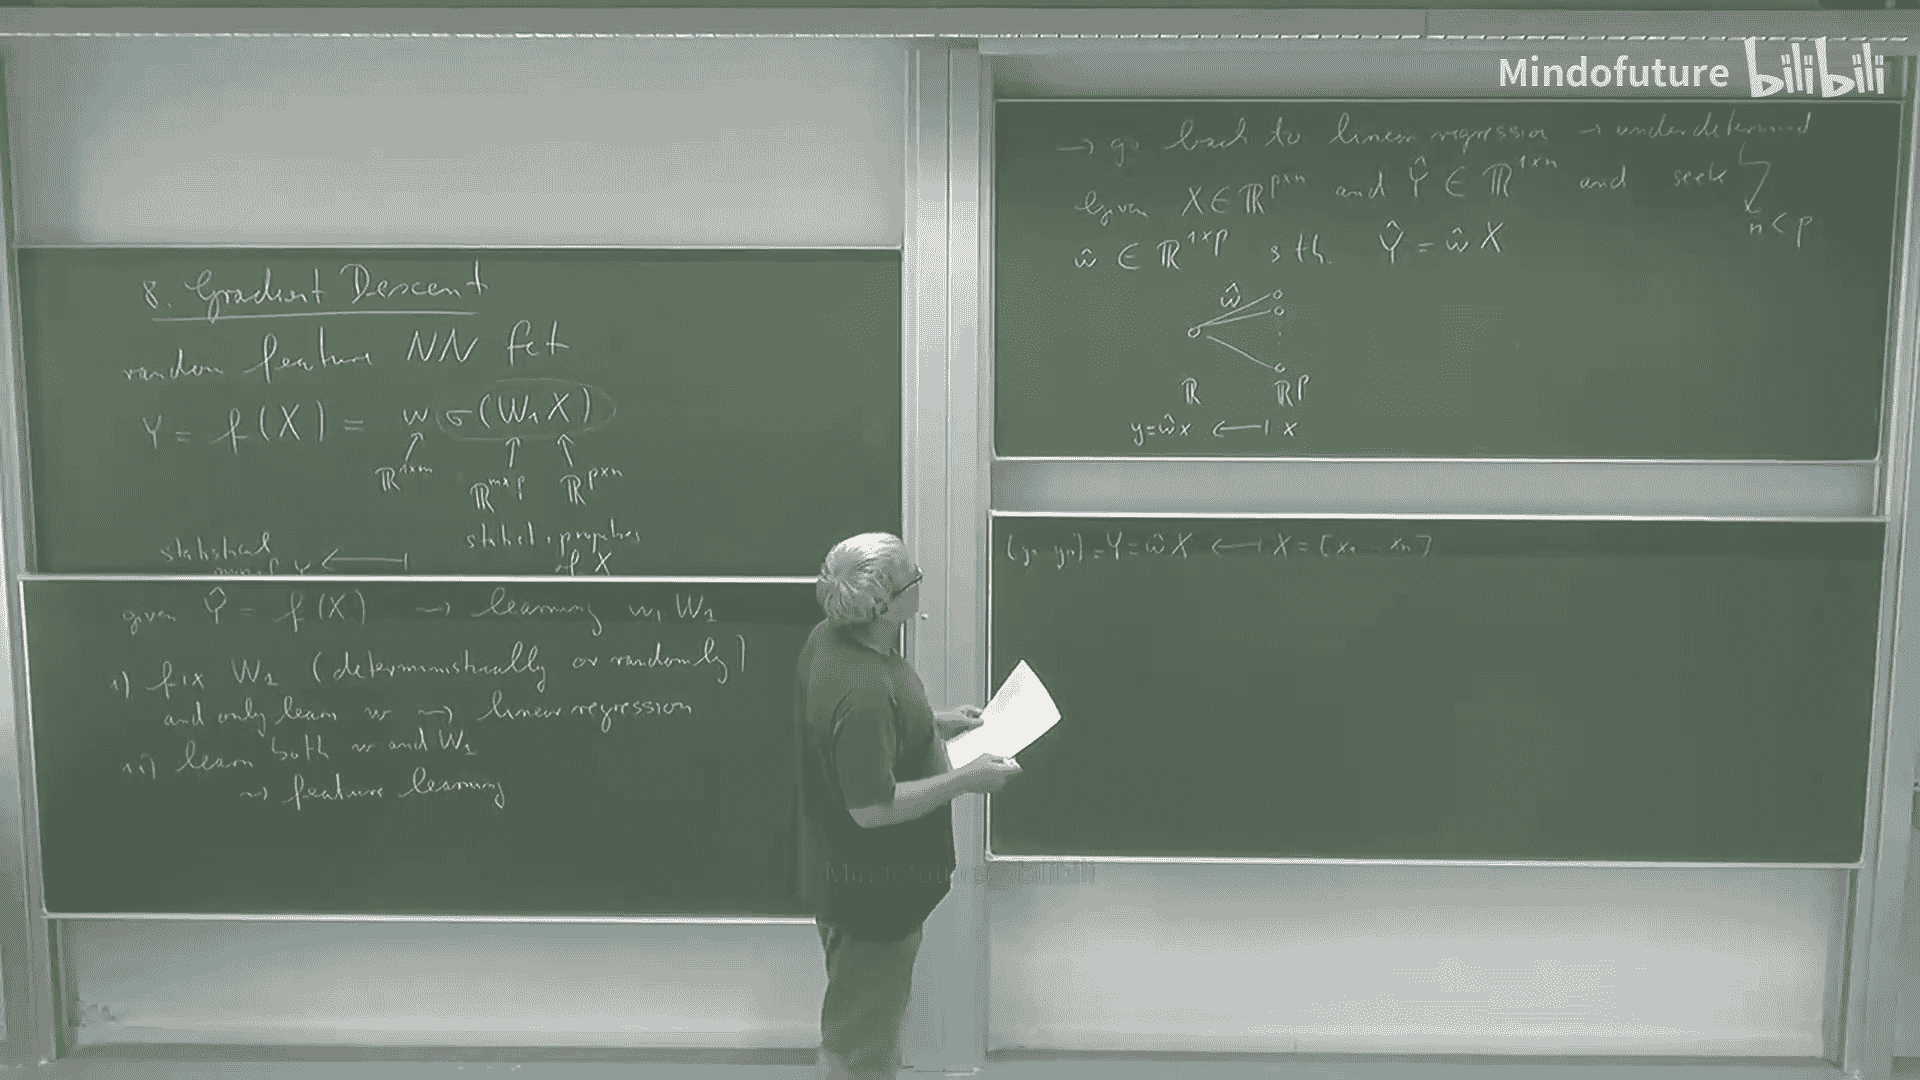 8. Gradient Descent
random feature NN fct
Y = f(X) = w σ(W₁X)
ℝ^{1×m} ℝ^{m×p} ℝ^{p×n}
statistical
Y ⟵| of X
given Ŷ = f(X) → learning w, W₁
i) fix W₁ (deterministically or randomly)
and only learn w ⇝ linear regression
ii) learn both w and W₁
⇝ feature learning
Mindofuture bilibili
→ go back to linear regression → underdetermined
Given X ∈ ℝ^{p×n} and Ŷ ∈ ℝ^{1×n} and seek
n < p
ŵ ∈ ℝ^{1×p} s th. Ŷ = ŵX
ŵ
ℝ ℝ^p
y=ŵx ⟵| x
= Y = ŵX ⟵| X = [x₁ ... xₙ]
Mindofuture@bilibili